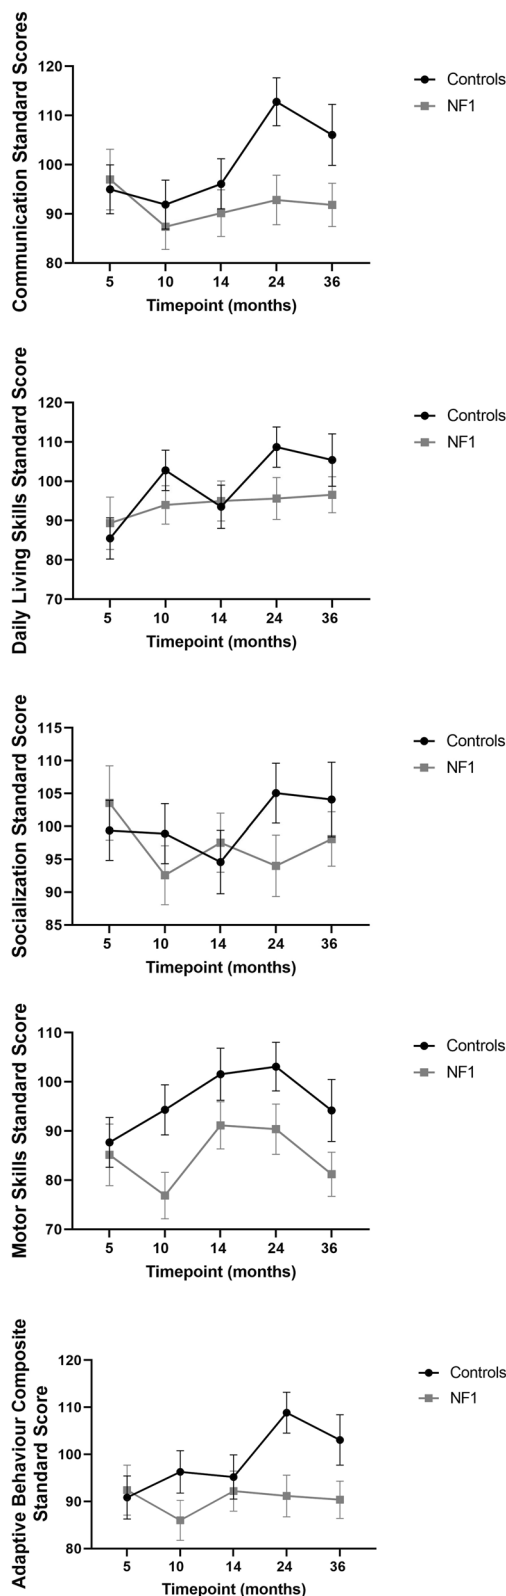 Communication Standard Scores
120
110
100
90
80
5 10 14 24 36
Timepoint (months)
Controls
NF1
Daily Living Skills Standard Score
120
110
100
90
80
70
5 10 14 24 36
Timepoint (months)
Controls
NF1
Socialization Standard Score
115
110
105
100
95
90
85
5 10 14 24 36
Timepoint (months)
Controls
NF1
Motor Skills Standard Score
110
100
90
80
70
5 10 14 24 36
Timepoint (months)
Controls
NF1
Adaptive Behaviour Composite
Standard Score
120
110
100
90
80
5 10 14 24 36
Timepoint (months)
Controls
NF1